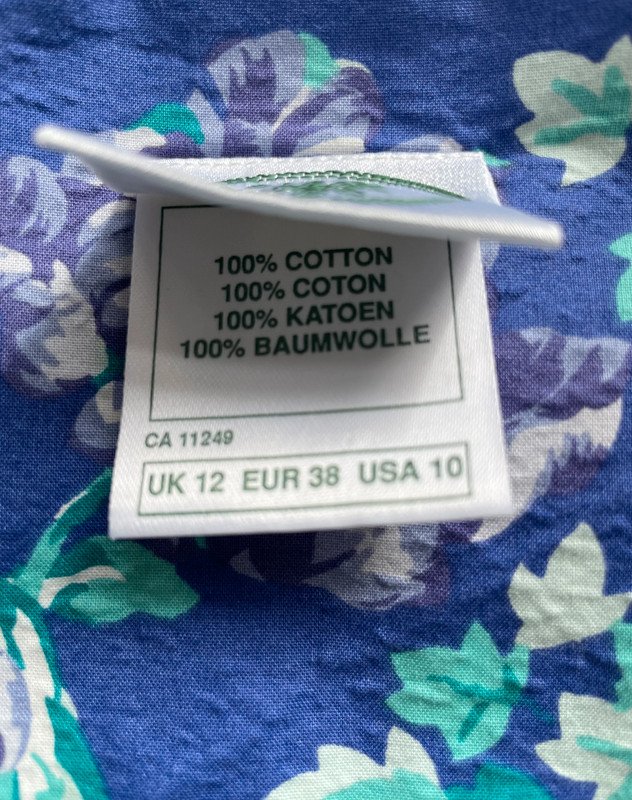 100% COTTON
100% COTON
100% KATOEN
100% BAUMWOLLE
CA 11249
UK 12 EUR 38 USA 10